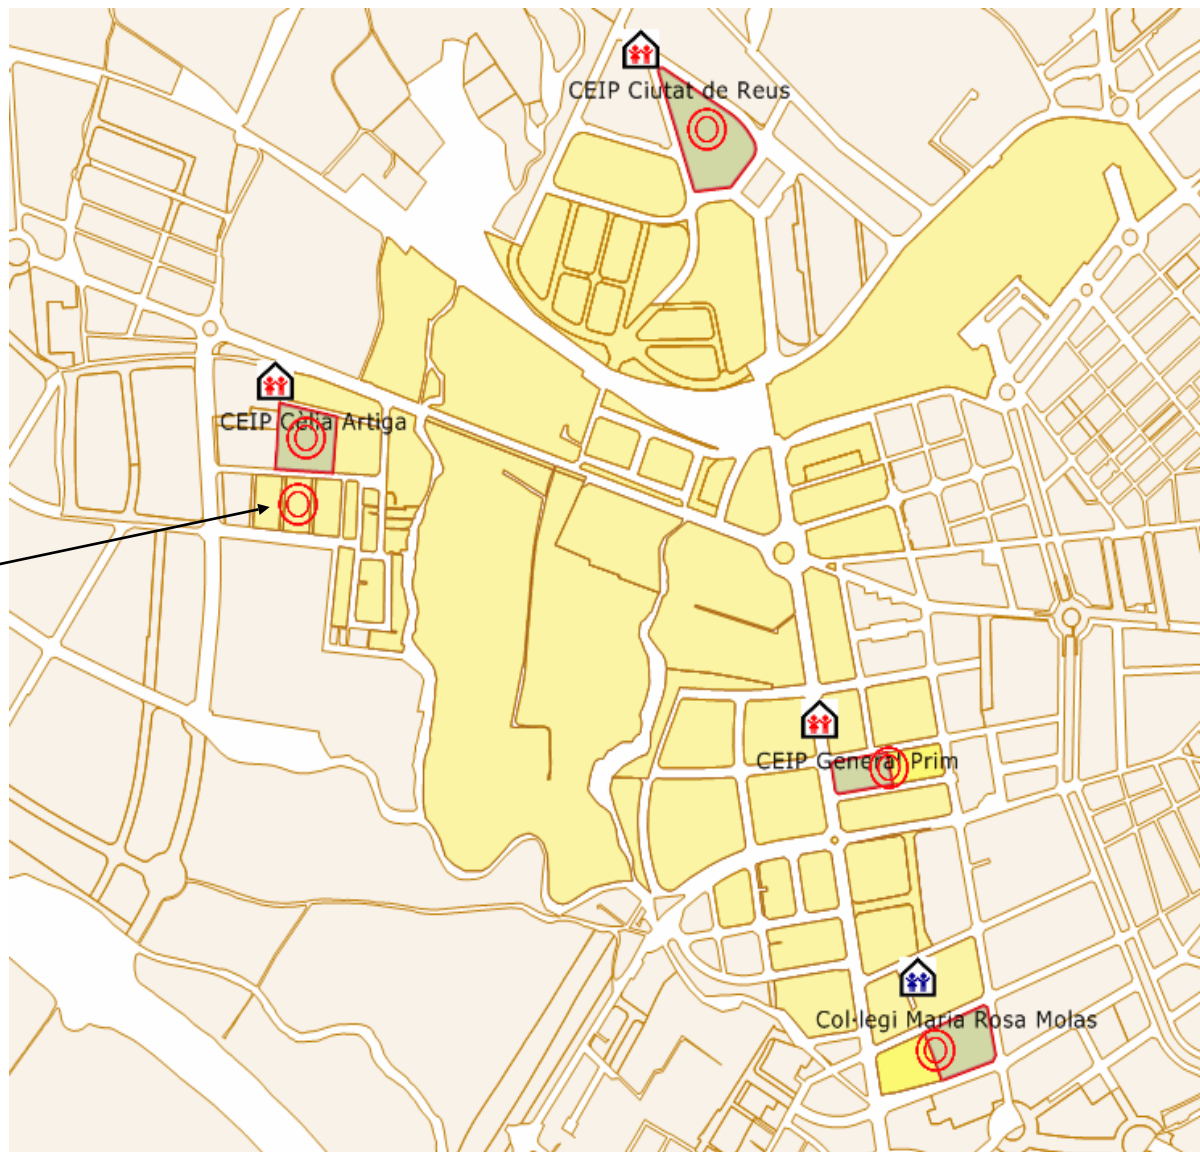 CEIP Ciutat de Reus
CEIP Cèlia Artiga
CEIP General Prim
Col·legi Maria Rosa Molas